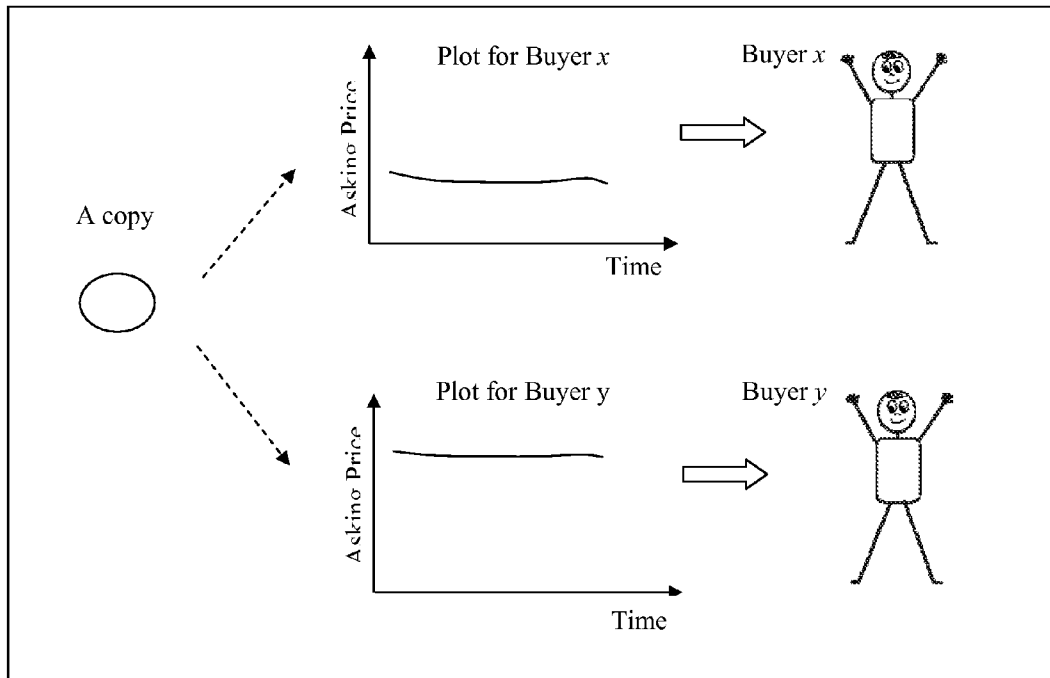 Plot for Buyer x
Buyer x
Asking Price
Time
A copy
Plot for Buyer y
Buyer y
Asking Price
Time